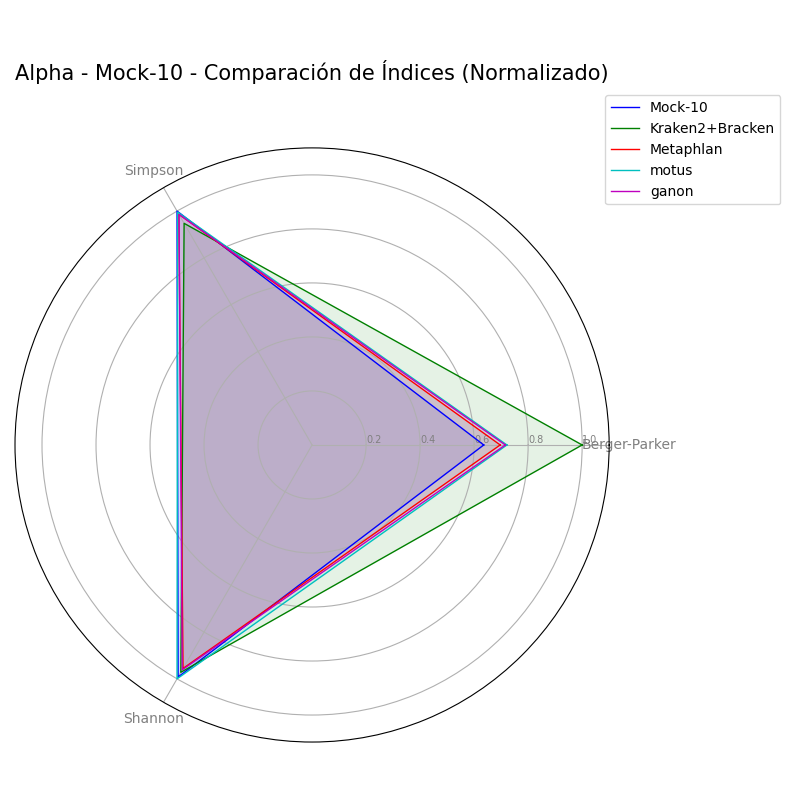 Alpha - Mock-10 - Comparación de Índices (Normalizado)
Mock-10
Kraken2+Bracken
Metaphlan
motus
ganon
Simpson
0.2
0.4
0.6
0.8
1.0
Berger-Parker
Shannon